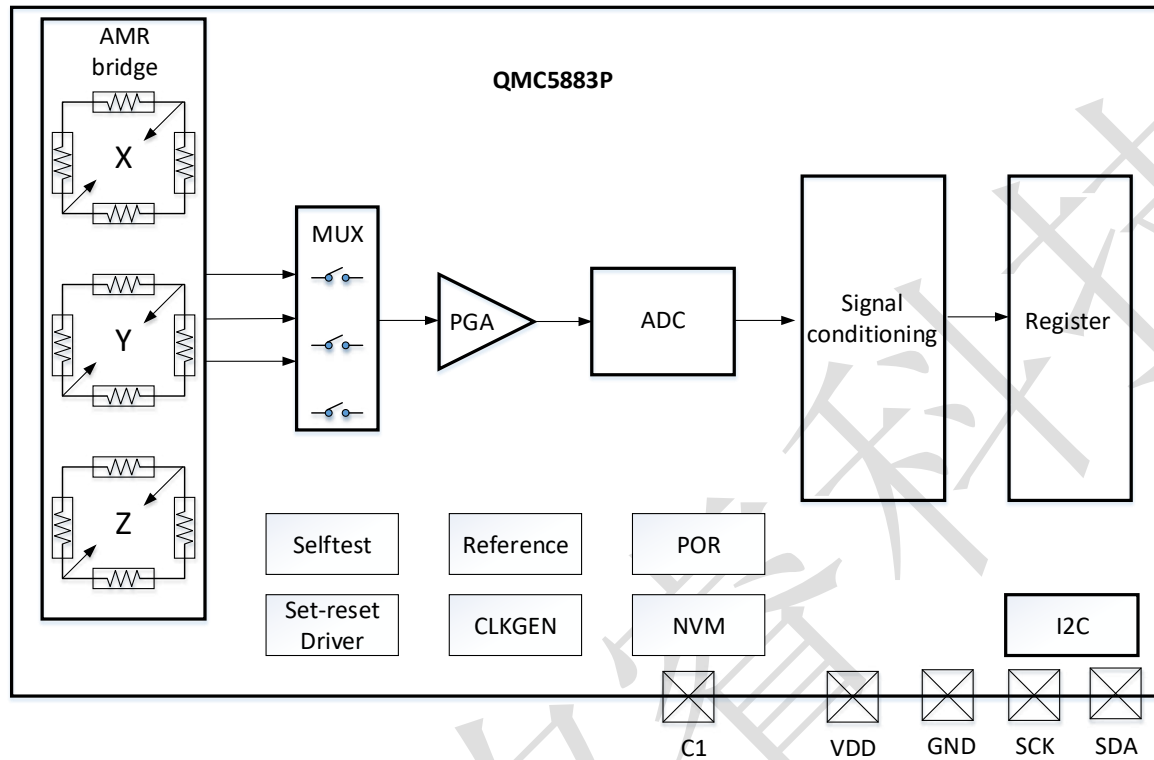 AMR
bridge
QMC5883P
X
MUX
Y
PGA
ADC
Signal
conditioning
Register
Z
Selftest
Reference
POR
Set-reset
Driver
CLKGEN
NVM
I2C
C1
VDD
GND
SCK
SDA